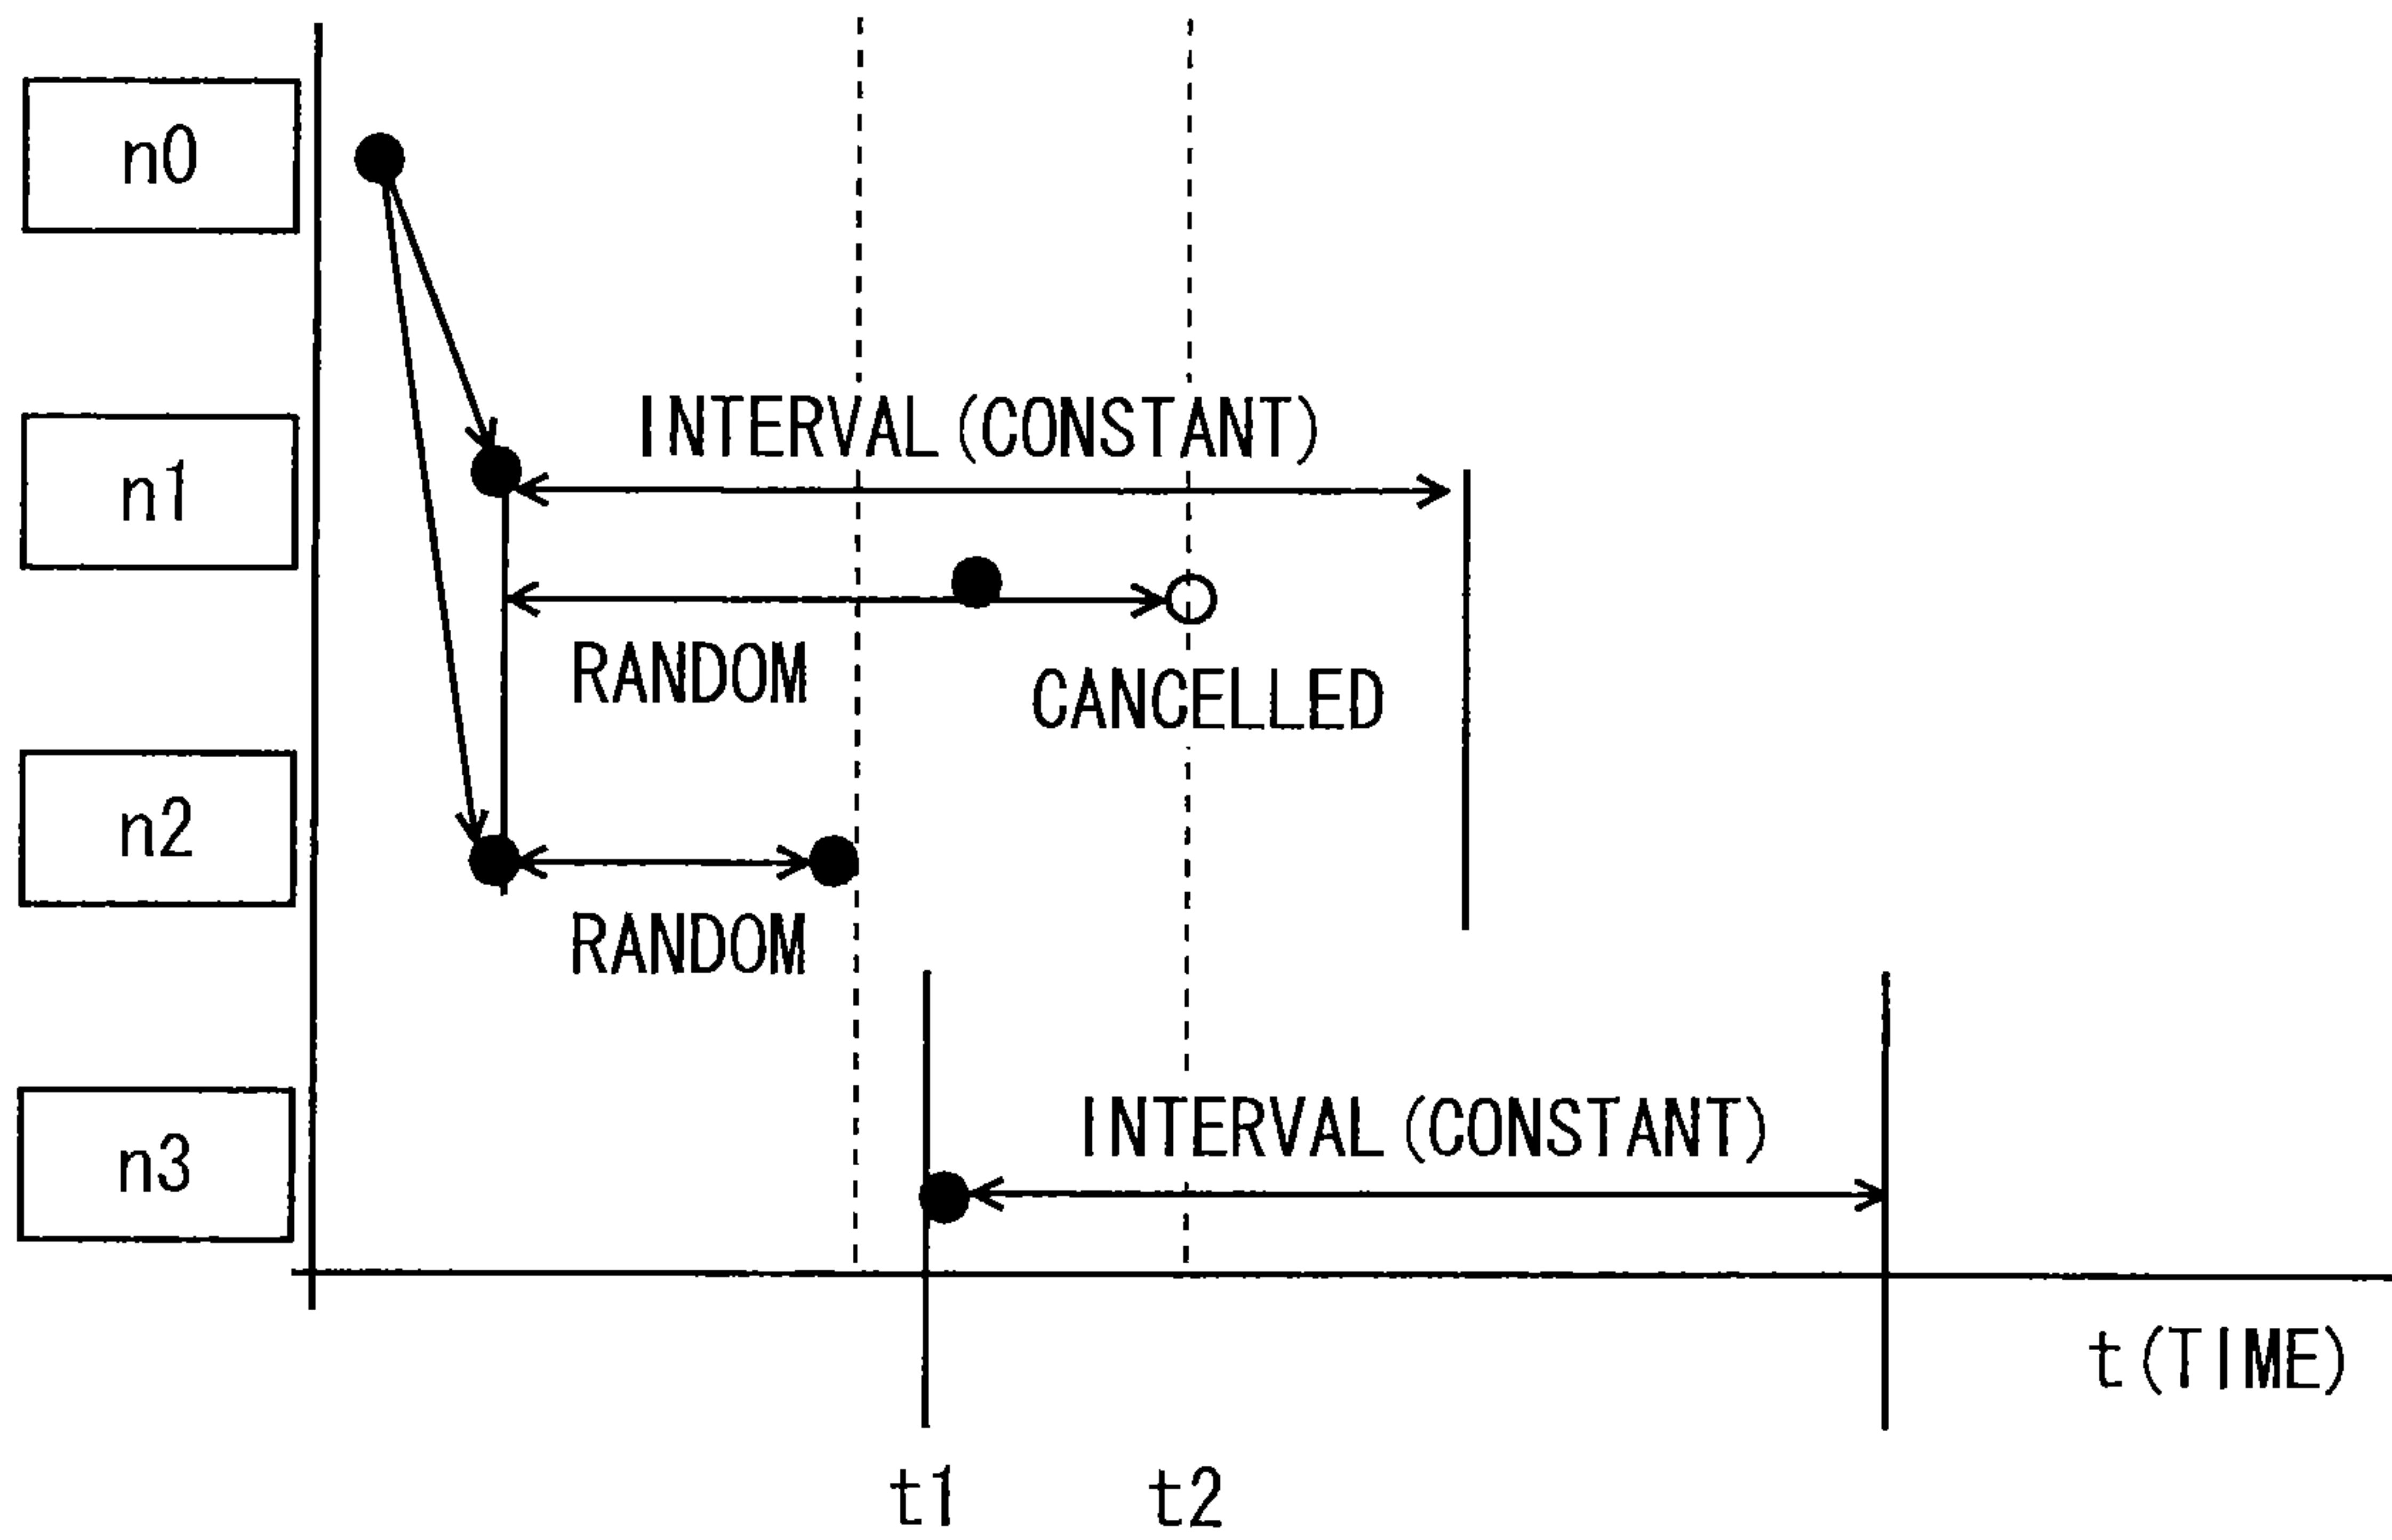 n0
INTERVAL(CONSTANT)
n1
RANDOM
CANCELLED
n2
RANDOM
INTERVAL(CONSTANT)
n3
t(TIME)
t1
t2